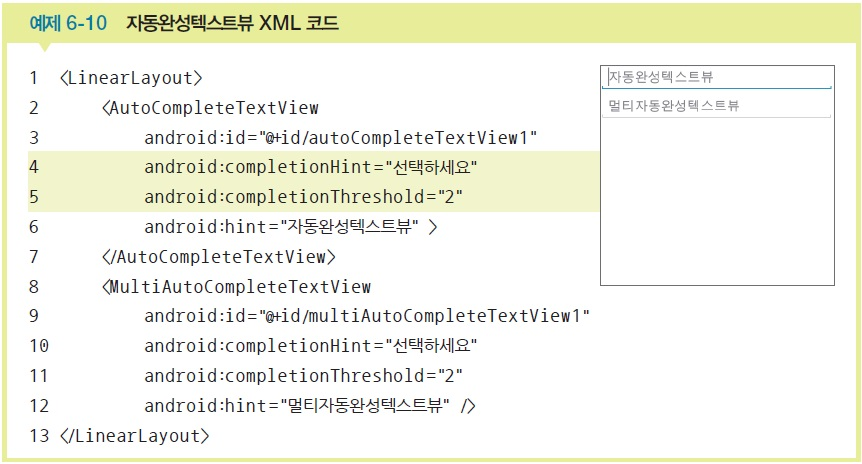 예제 6-10 자동완성텍스트뷰 XML 코드
1 <LinearLayout>
2 <AutoCompleteTextView
3 android:id="@+id/autoCompleteTextView1"
4 android:completionHint="선택하세요"
5 android:completionThreshold="2"
6 android:hint="자동완성텍스트뷰" >
7 </AutoCompleteTextView>
8 <MultiAutoCompleteTextView
9 android:id="@+id/multiAutoCompleteTextView1"
10 android:completionHint="선택하세요"
11 android:completionThreshold="2"
12 android:hint="멀티자동완성텍스트뷰" />
13 </LinearLayout>
자동완성텍스트뷰
멀티자동완성텍스트뷰